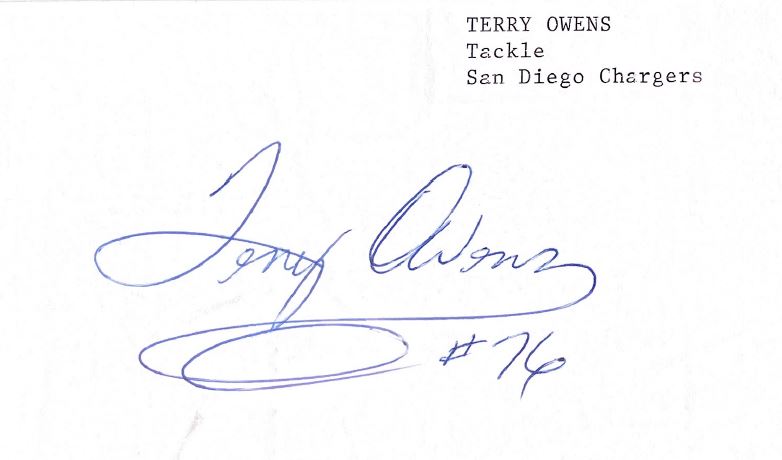 TERRY OWENS
Tackle
San Diego Chargers
Terry Owens
#76